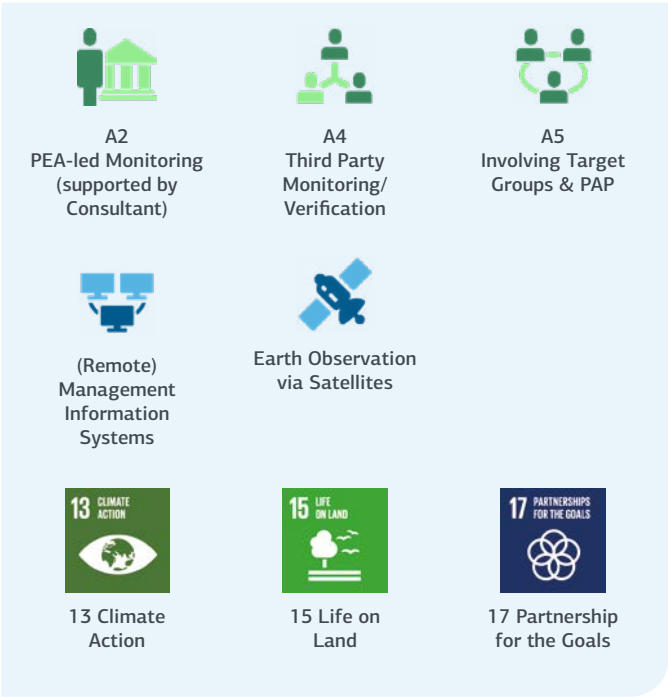 A2
PEA-led Monitoring
(supported by
Consultant)
A4
Third Party
Monitoring/
Verification
A5
Involving Target
Groups & PAP
(Remote)
Management
Information
Systems
Earth Observation
via Satellites
13 CLIMATE
ACTION
13 Climate
Action
15 LIFE
ON LAND
15 Life on
Land
17 PARTNERSHIPS
FOR THE GOALS
17 Partnership
for the Goals